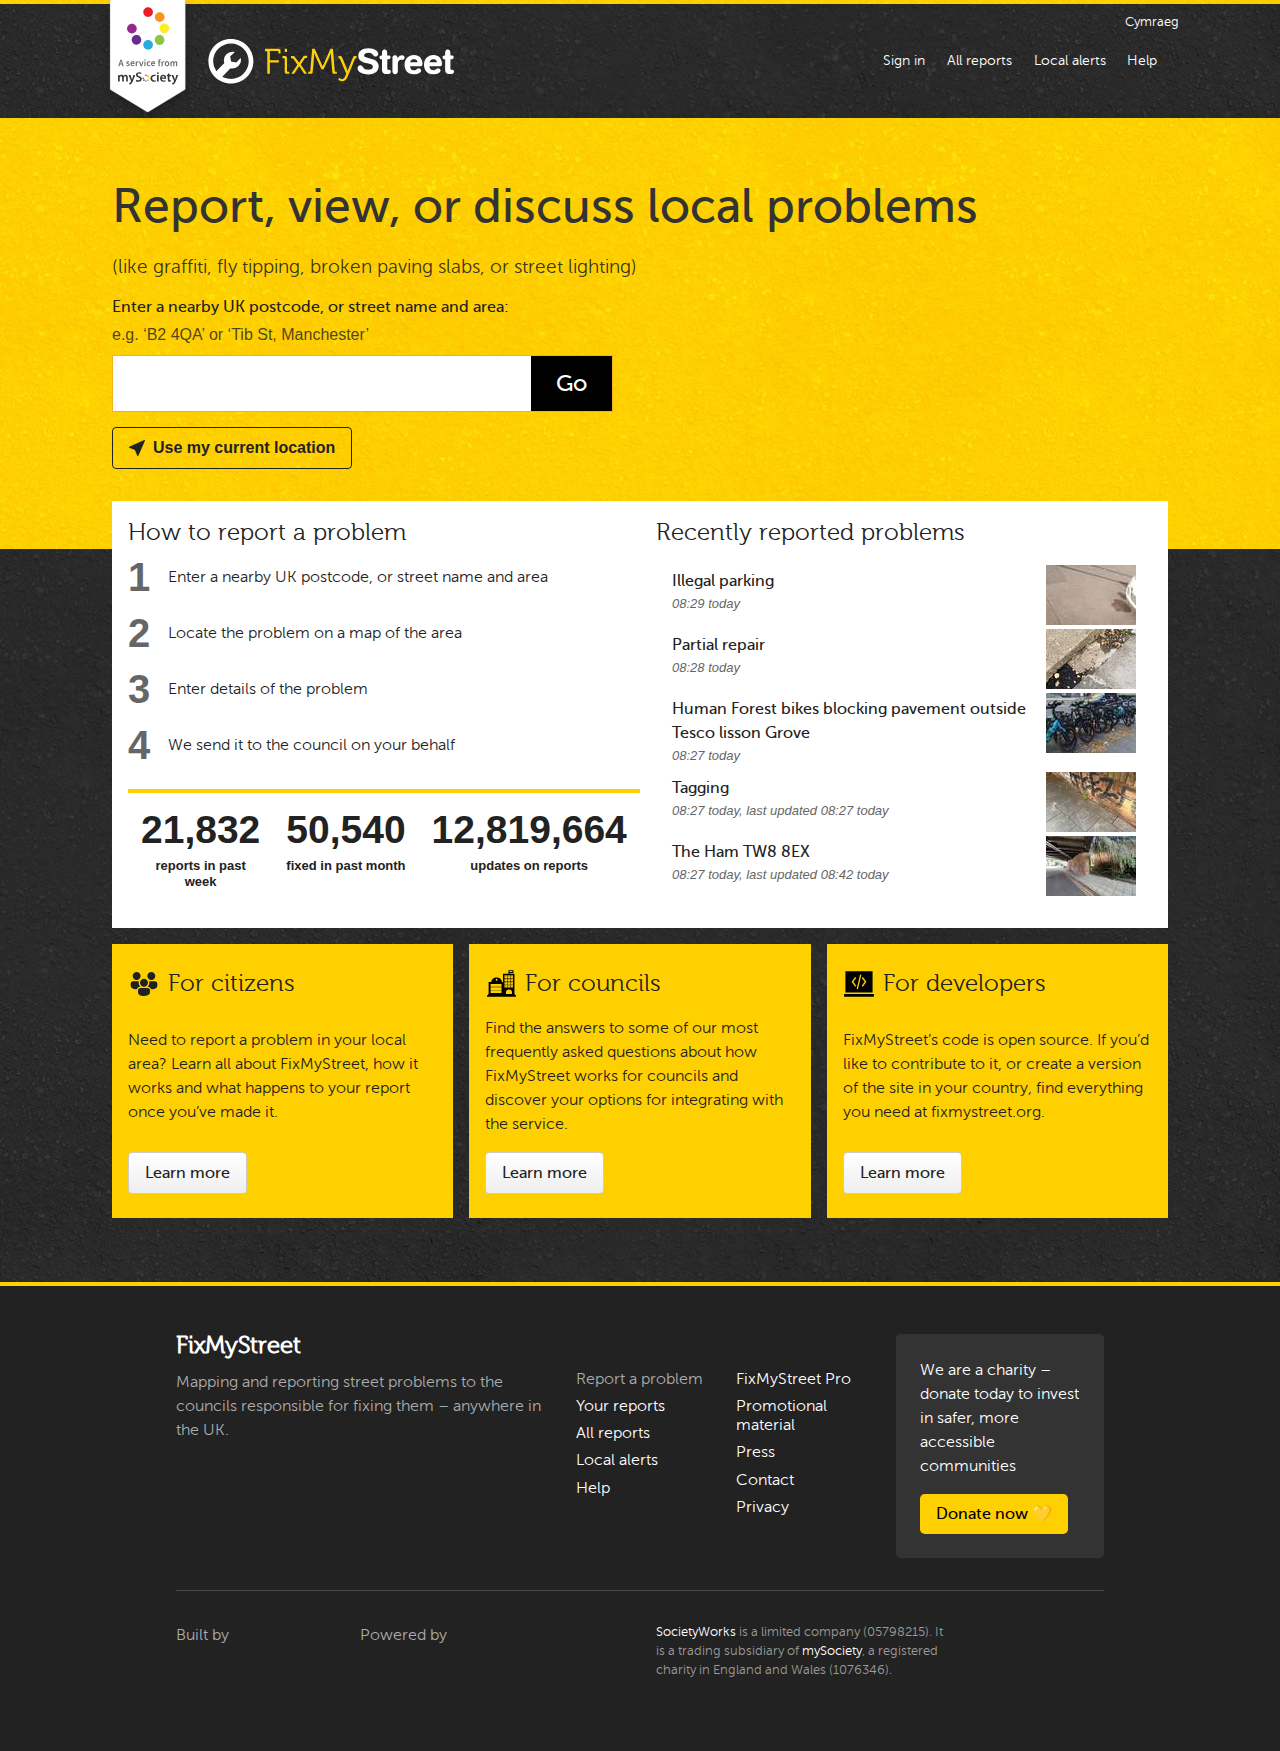 Cymraeg
A service from
mySociety
FixMyStreet
Sign in
All reports
Local alerts
Help
Report, view, or discuss local problems
(like graffiti, fly tipping, broken paving slabs, or street lighting)
Enter a nearby UK postcode, or street name and area:
e.g. ‘B2 4QA’ or ‘Tib St, Manchester’
Go
Use my current location
How to report a problem
1 Enter a nearby UK postcode, or street name and area
2 Locate the problem on a map of the area
3 Enter details of the problem
4 We send it to the council on your behalf
21,832
reports in past
week
50,540
fixed in past month
12,819,664
updates on reports
Recently reported problems
Illegal parking
08:29 today
Partial repair
08:28 today
Human Forest bikes blocking pavement outside
Tesco lisson Grove
08:27 today
Tagging
08:27 today, last updated 08:27 today
The Ham TW8 8EX
08:27 today, last updated 08:42 today
For citizens
Need to report a problem in your local
area? Learn all about FixMyStreet, how it
works and what happens to your report
once you’ve made it.
Learn more
For councils
Find the answers to some of our most
frequently asked questions about how
FixMyStreet works for councils and
discover your options for integrating with
the service.
Learn more
For developers
FixMyStreet’s code is open source. If you’d
like to contribute to it, or create a version
of the site in your country, find everything
you need at fixmystreet.org.
Learn more
FixMyStreet
Mapping and reporting street problems to the
councils responsible for fixing them – anywhere in
the UK.
Report a problem
Your reports
All reports
Local alerts
Help
FixMyStreet Pro
Promotional
material
Press
Contact
Privacy
We are a charity –
donate today to invest
in safer, more
accessible
communities
Donate now 💛
Built by
Powered by
SocietyWorks is a limited company (05798215). It
is a trading subsidiary of mySociety, a registered
charity in England and Wales (1076346).